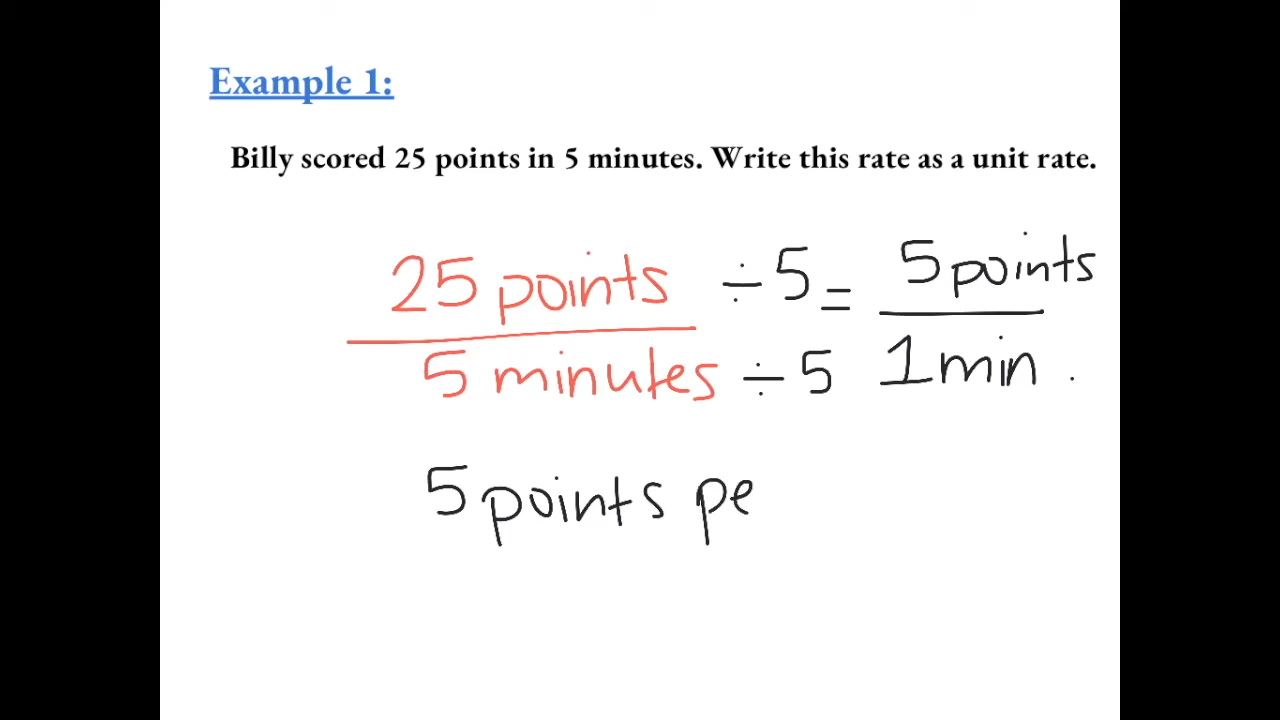 Example 1:
Billy scored 25 points in 5 minutes. Write this rate as a unit rate.
25 points ÷ 5 = 5 points
5 minutes ÷ 5 1 min .
5 points pe